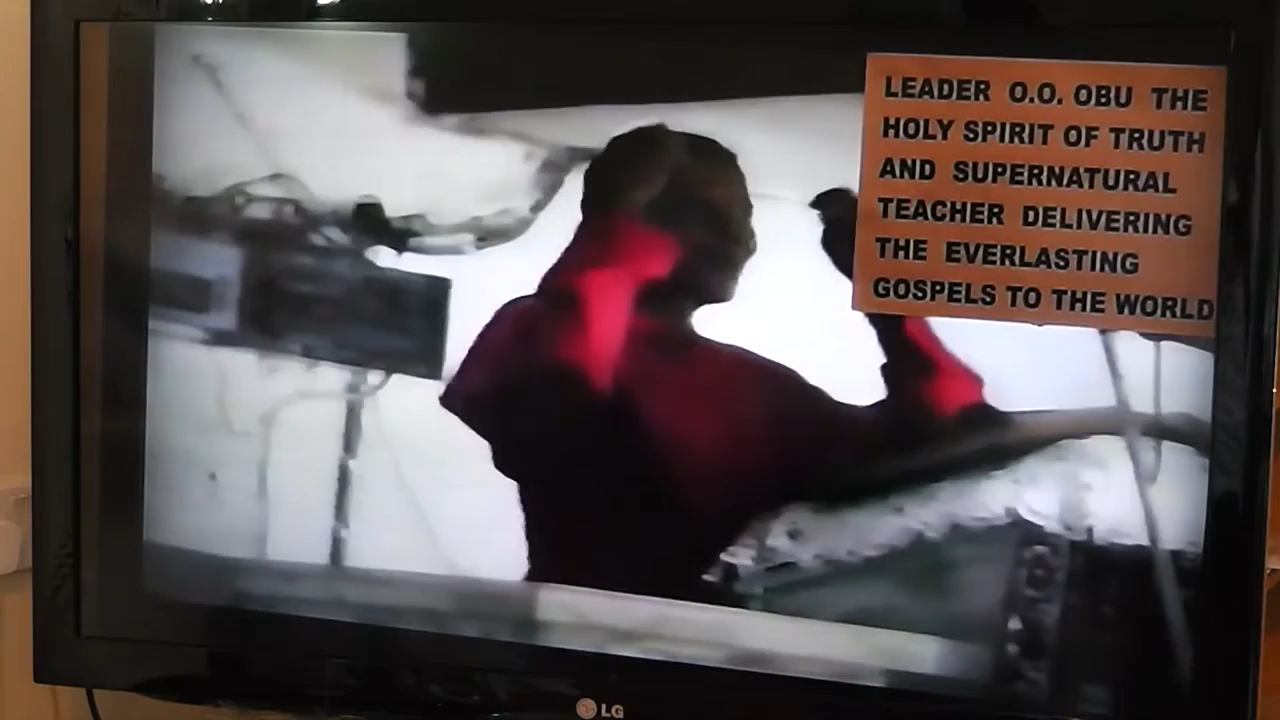 LEADER O.O. OBU THE
HOLY SPIRIT OF TRUTH
AND SUPERNATURAL
TEACHER DELIVERING
THE EVERLASTING
GOSPELS TO THE WORLD
LG